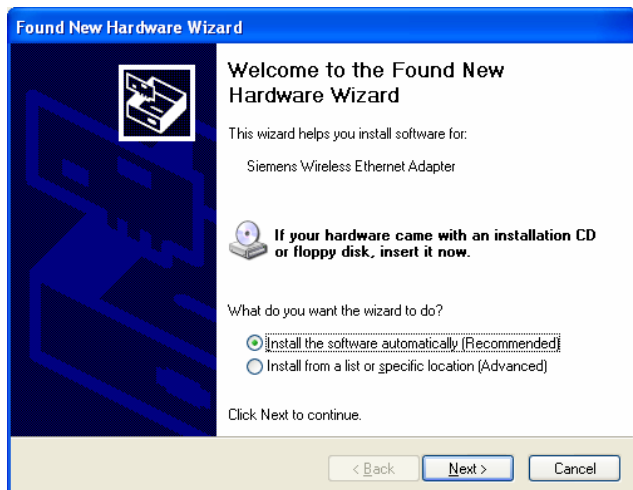 Found New Hardware Wizard
Welcome to the Found New
Hardware Wizard
This wizard helps you install software for:
Siemens Wireless Ethernet Adapter
If your hardware came with an installation CD
or floppy disk, insert it now.
What do you want the wizard to do?
Install the software automatically (Recommended)
Install from a list or specific location (Advanced)
Click Next to continue.
< Back Next > Cancel